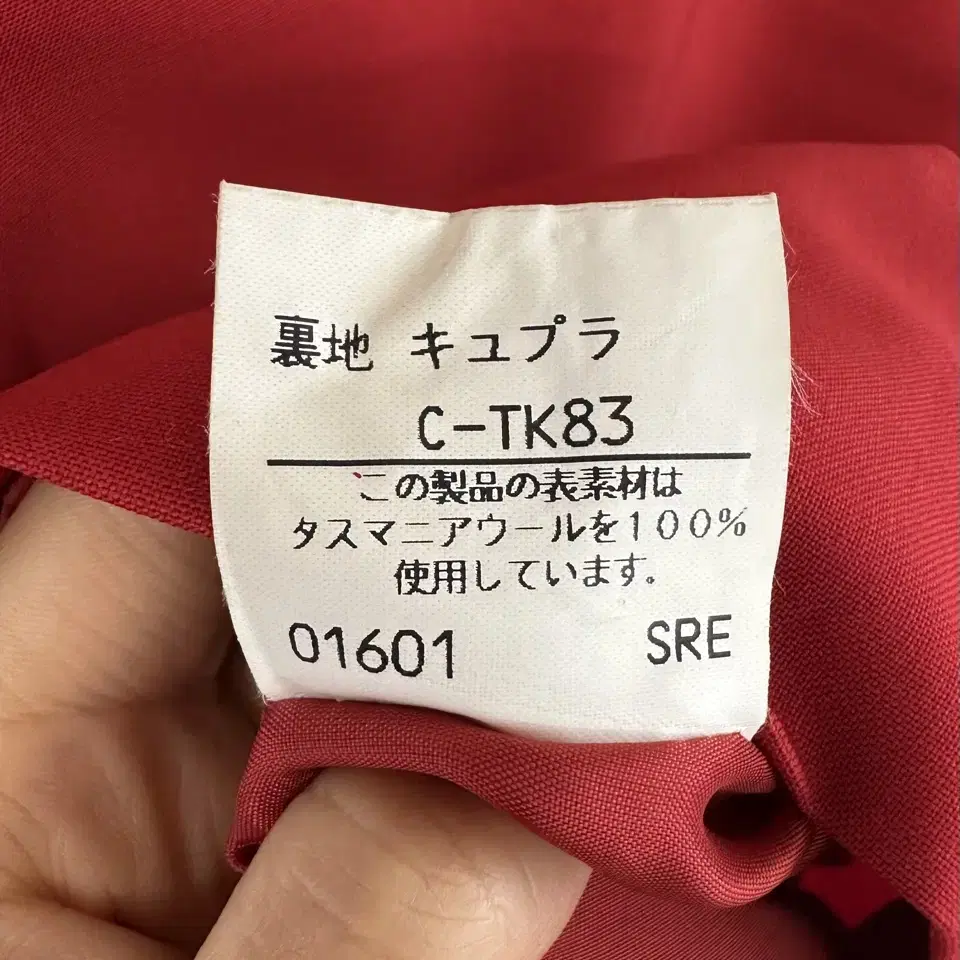 裏地 キュプラ
C-TK83
この製品の表素材は
タスマニアウールを100%
使用しています。
01601 SRE